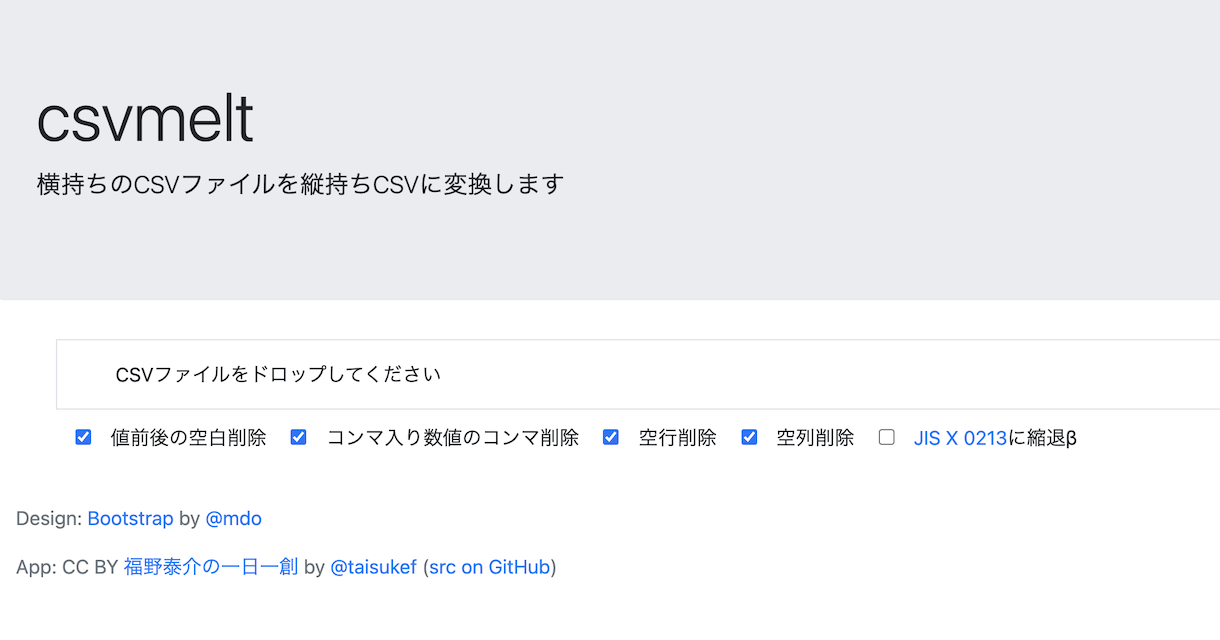 csvmelt
横持ちのCSVファイルを縦持ちCSVに変換します
CSVファイルをドロップしてください
値前後の空白削除 コンマ入り数値のコンマ削除 空行削除 空列削除 JIS X 0213に縮退β
Design: Bootstrap by @mdo
App: CC BY 福野泰介の一日一創 by @taisukef (src on GitHub)